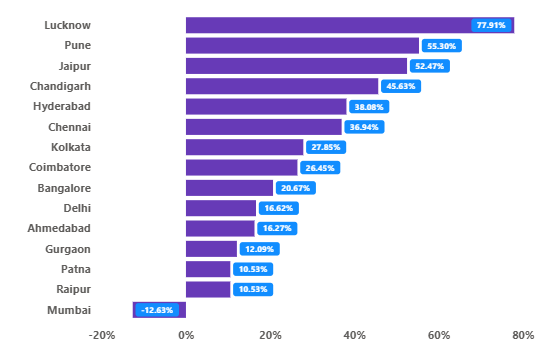 Lucknow 77.91%
Pune 55.30%
Jaipur 52.47%
Chandigarh 45.63%
Hyderabad 38.08%
Chennai 36.94%
Kolkata 27.85%
Coimbatore 26.45%
Bangalore 20.67%
Delhi 16.62%
Ahmedabad 16.27%
Gurgaon 12.09%
Patna 10.53%
Raipur 10.53%
Mumbai -12.63%
-20% 0% 20% 40% 60% 80%